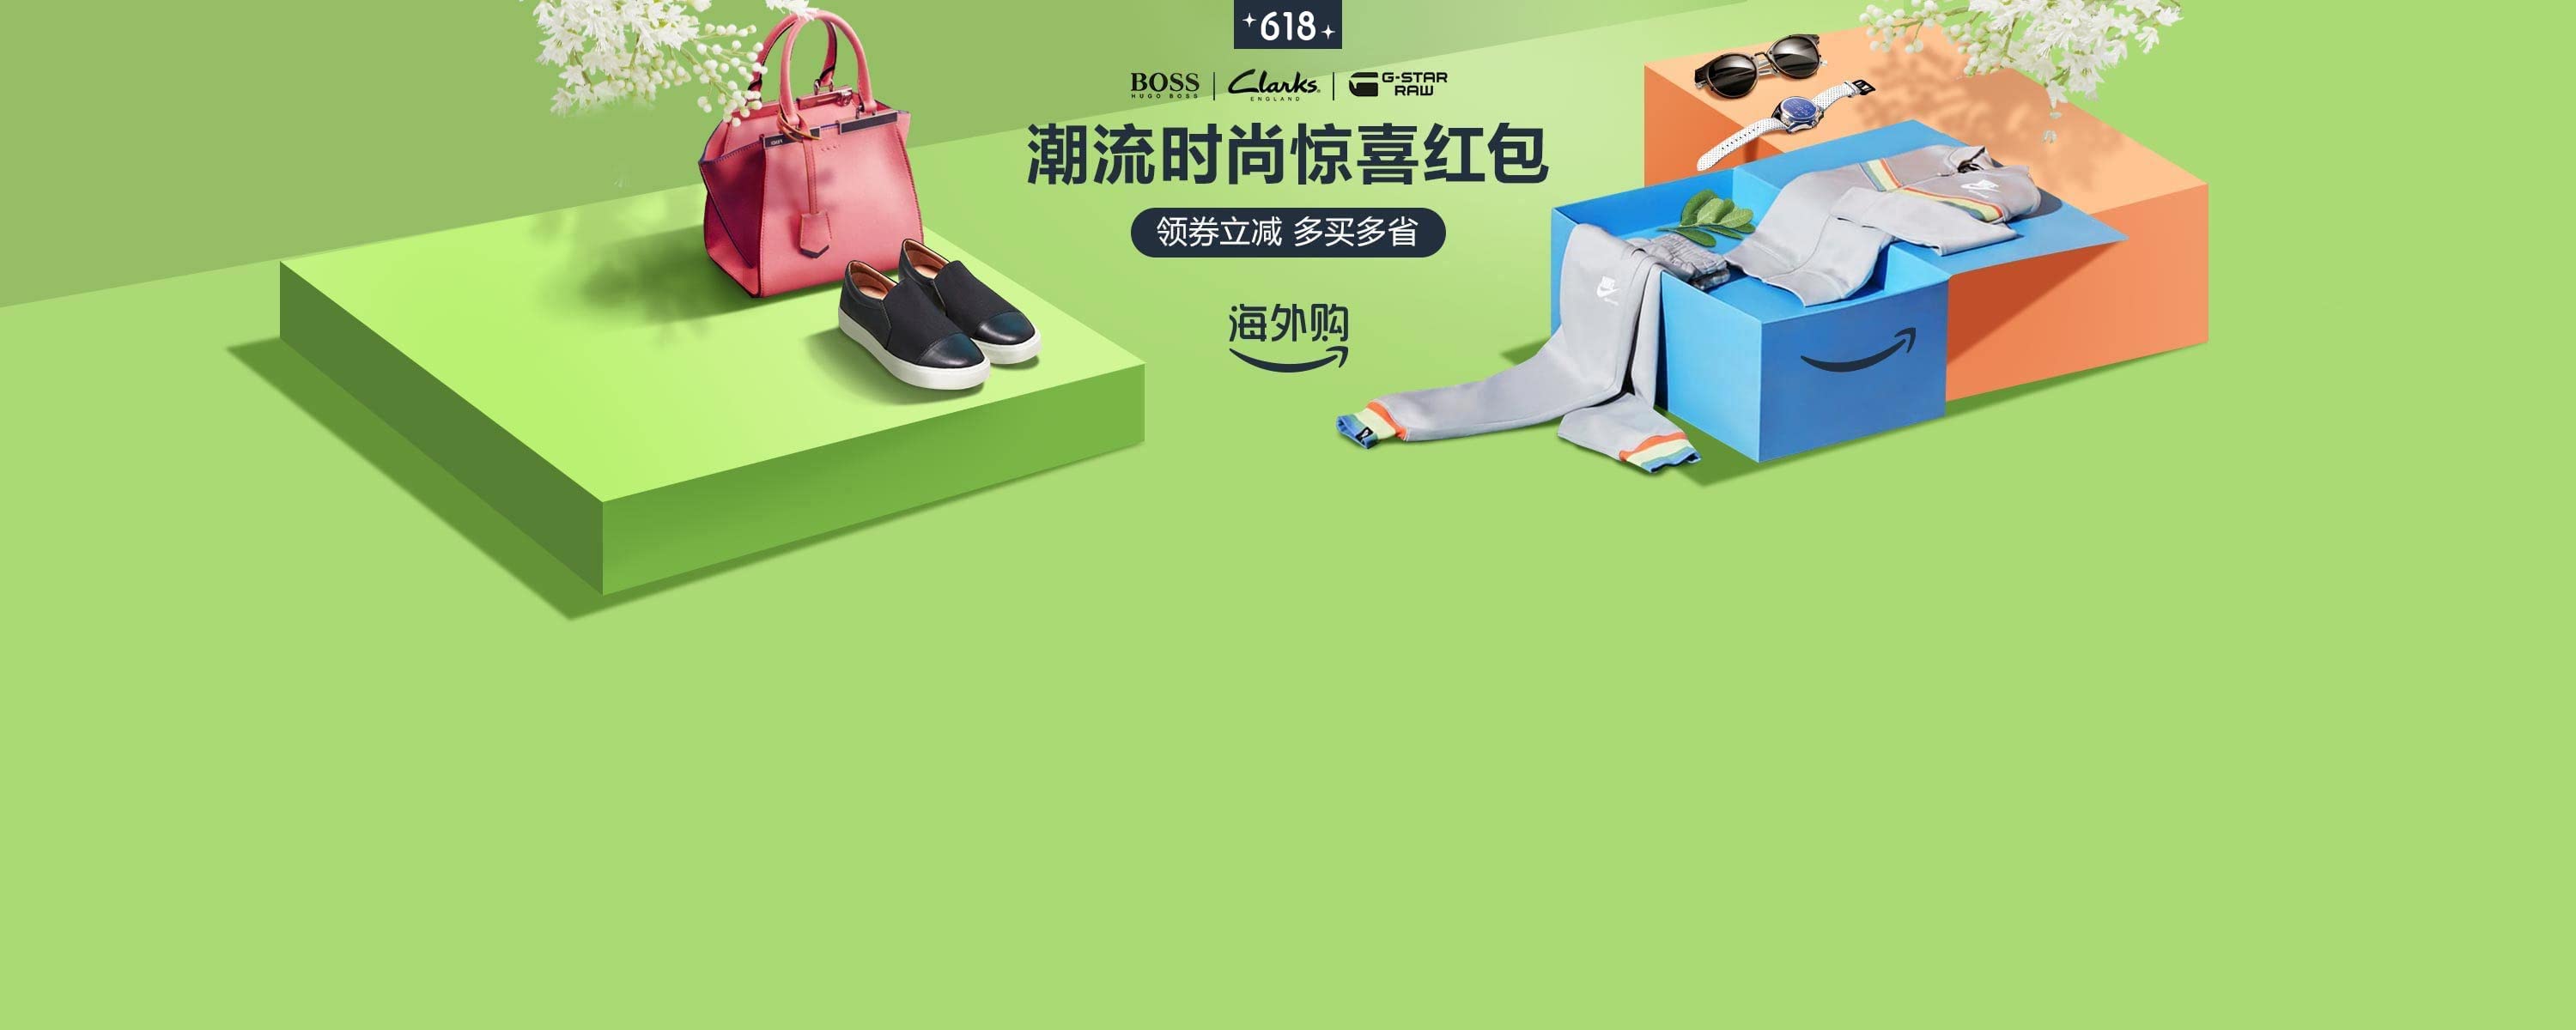 618
BOSS
HUGO BOSS
Clarks
ENGLAND
G-STAR
RAW
潮流时尚惊喜红包
领券立减 多买多省
海外购